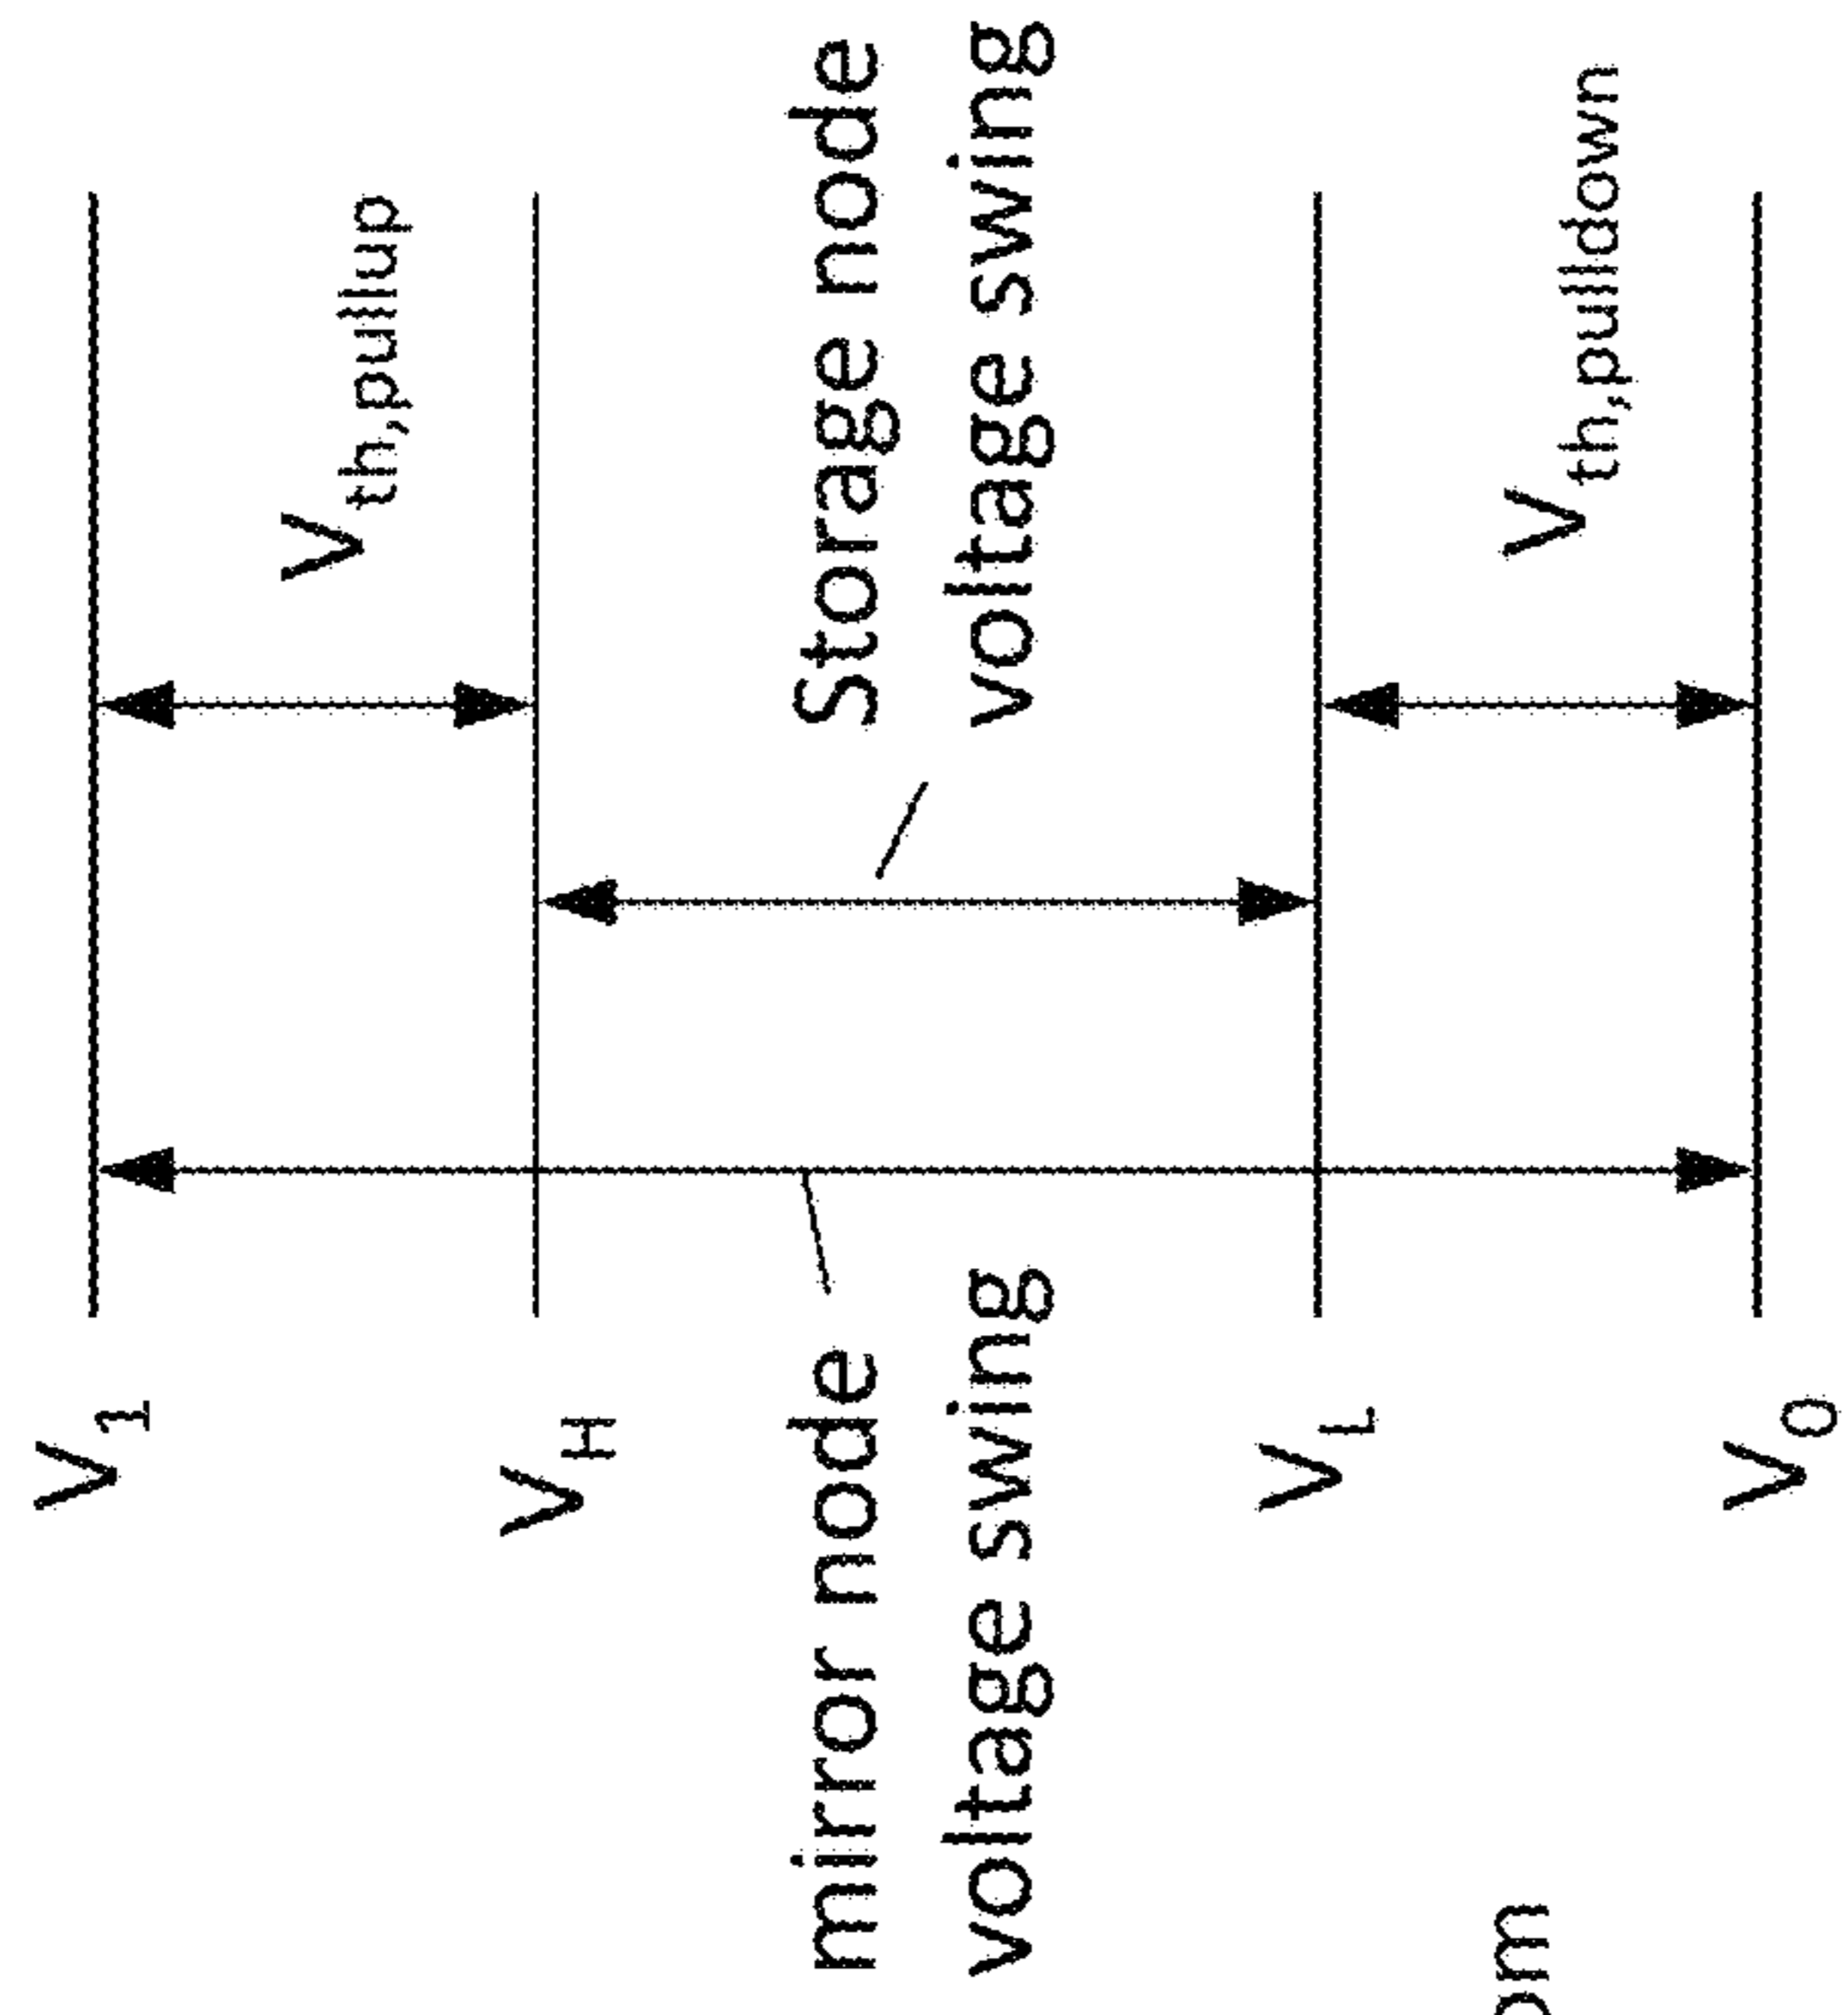 V1
Vth,pullup
VH
mirror node
voltage swing
Storage node
voltage swing
VL
Vth,pulldown
V0